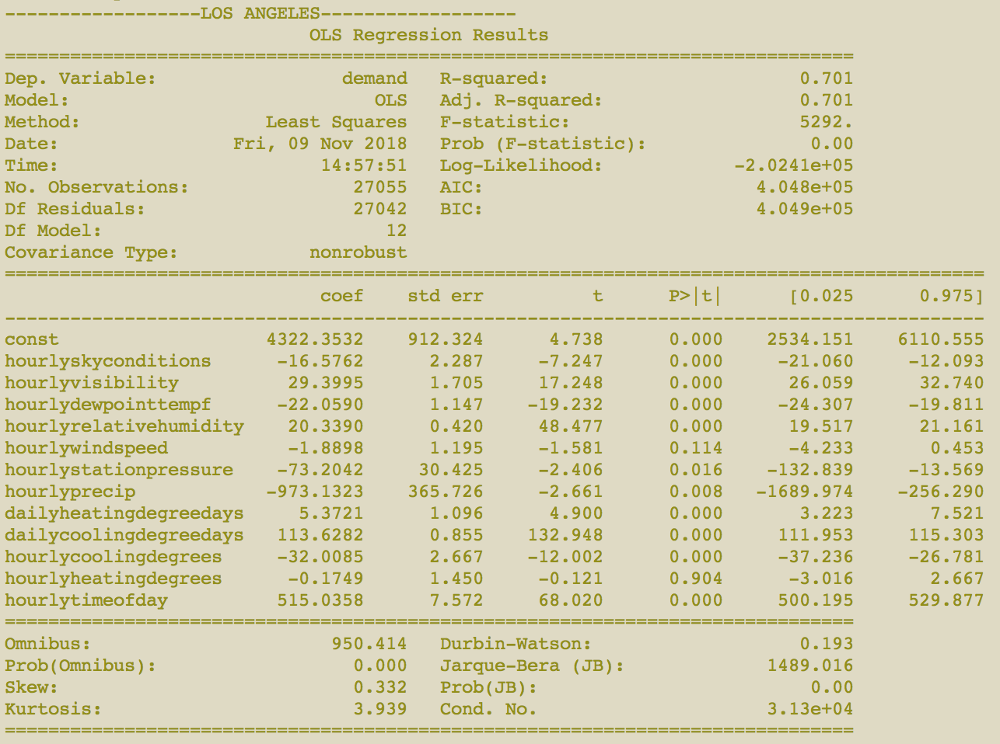 -----------------LOS ANGELES-----------------
OLS Regression Results
==============================================================================
Dep. Variable: demand R-squared: 0.701
Model: OLS Adj. R-squared: 0.701
Method: Least Squares F-statistic: 5292.
Date: Fri, 09 Nov 2018 Prob (F-statistic): 0.00
Time: 14:57:51 Log-Likelihood: -2.0241e+05
No. Observations: 27055 AIC: 4.048e+05
Df Residuals: 27042 BIC: 4.049e+05
Df Model: 12
Covariance Type: nonrobust
==========================================================================================
coef std err t P>|t| [0.025 0.975]
------------------------------------------------------------------------------------------
const 4322.3532 912.324 4.738 0.000 2534.151 6110.555
hourlyskyconditions -16.5762 2.287 -7.247 0.000 -21.060 -12.093
hourlyvisibility 29.3995 1.705 17.248 0.000 26.059 32.740
hourlydewpointtempf -22.0590 1.147 -19.232 0.000 -24.307 -19.811
hourlyrelativehumidity 20.3390 0.420 48.477 0.000 19.517 21.161
hourlywindspeed -1.8898 1.195 -1.581 0.114 -4.233 0.453
hourlystationpressure -73.2042 30.425 -2.406 0.016 -132.839 -13.569
hourlyprecip -973.1323 365.726 -2.661 0.008 -1689.974 -256.290
dailyheatingdegreedays 5.3721 1.096 4.900 0.000 3.223 7.521
dailycoolingdegreedays 113.6282 0.855 132.948 0.000 111.953 115.303
hourlycoolingdegrees -32.0085 2.667 -12.002 0.000 -37.236 -26.781
hourlyheatingdegrees -0.1749 1.450 -0.121 0.904 -3.016 2.667
hourlytimeofday 515.0358 7.572 68.020 0.000 500.195 529.877
==============================================================================
Omnibus: 950.414 Durbin-Watson: 0.193
Prob(Omnibus): 0.000 Jarque-Bera (JB): 1489.016
Skew: 0.332 Prob(JB): 0.00
Kurtosis: 3.939 Cond. No. 3.13e+04
==============================================================================